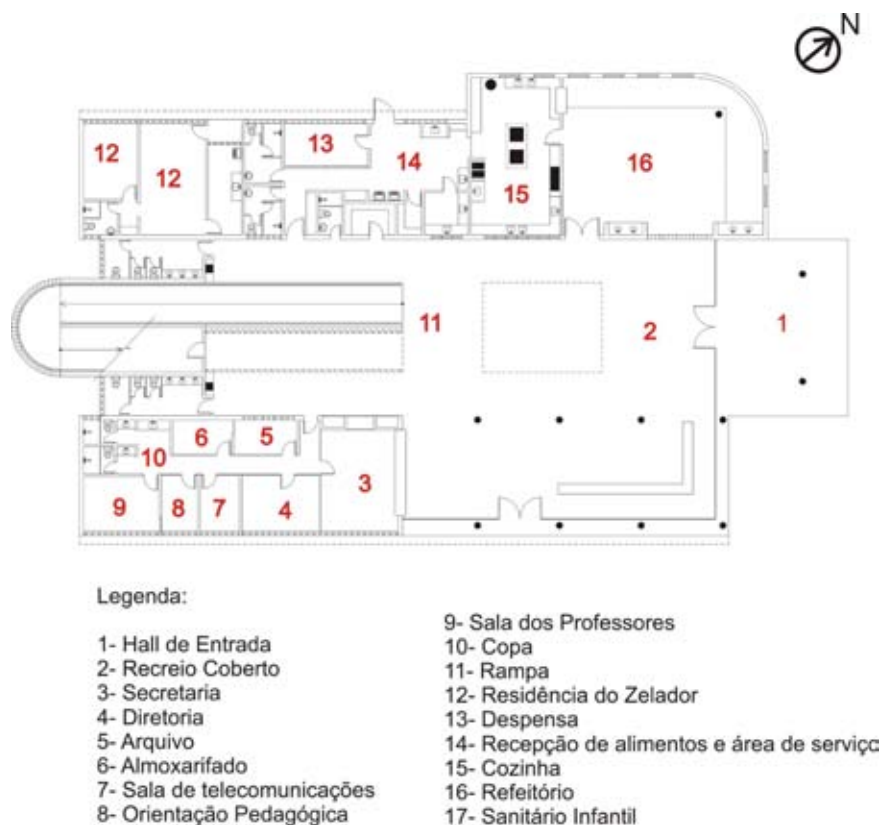 N
12
12
13
14
15
16
11
2
1
6
5
10
3
9
8
7
4
Legenda:
1- Hall de Entrada
2- Recreio Coberto
3- Secretaria
4- Diretoria
5- Arquivo
6- Almoxarifado
7- Sala de telecomunicações
8- Orientação Pedagógica
9- Sala dos Professores
10- Copa
11- Rampa
12- Residência do Zelador
13- Despensa
14- Recepção de alimentos e área de serviço
15- Cozinha
16- Refeitório
17- Sanitário Infantil